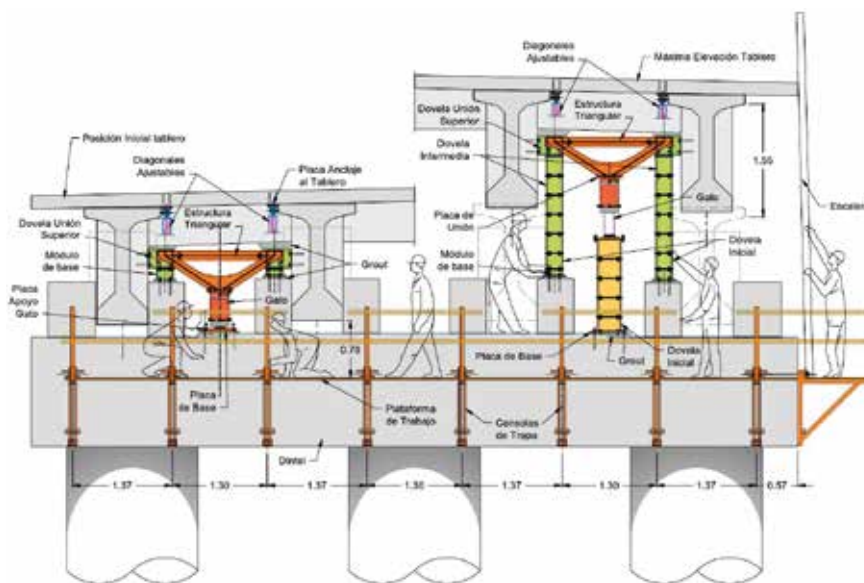 Diagonales
Ajustables
Máxima Elevación Tablero
Dovela Unión
Superior
Estructura
Triangular
Dovela
Intermedia
1.55
Posición Inicial tablero
Diagonales
Ajustables
Placa Anclaje
al Tablero
Gato
Escalera
Placa de
Unión
Dovela Unión
Superior
Estructura
Triangular
Módulo
de base
Dovela
Inicial
Módulo
de base
Grout
Placa
Apoyo
Gato
Gato
0.78
Placa de Base
Grout
Dovela
Inicial
Placa
de Base
Plataforma
de Trabajo
Consolas
de Trepa
Dintel
1.37
1.30
1.37
1.37
1.30
1.37
0.57